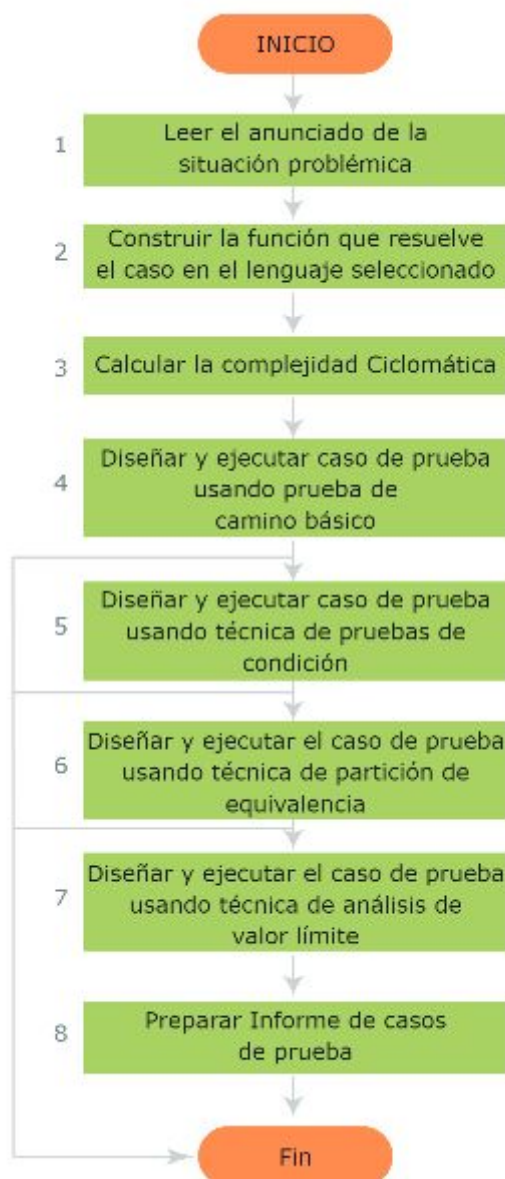 INICIO
1
Leer el anunciado de la
situación problémica
2
Construir la función que resuelve
el caso en el lenguaje seleccionado
3
Calcular la complejidad Ciclomática
4
Diseñar y ejecutar caso de prueba
usando prueba de
camino básico
5
Diseñar y ejecutar caso de prueba
usando técnica de pruebas de
condición
6
Diseñar y ejecutar el caso de prueba
usando técnica de partición de
equivalencia
7
Diseñar y ejecutar el caso de prueba
usando técnica de análisis de
valor límite
8
Preparar Informe de casos
de prueba
Fin